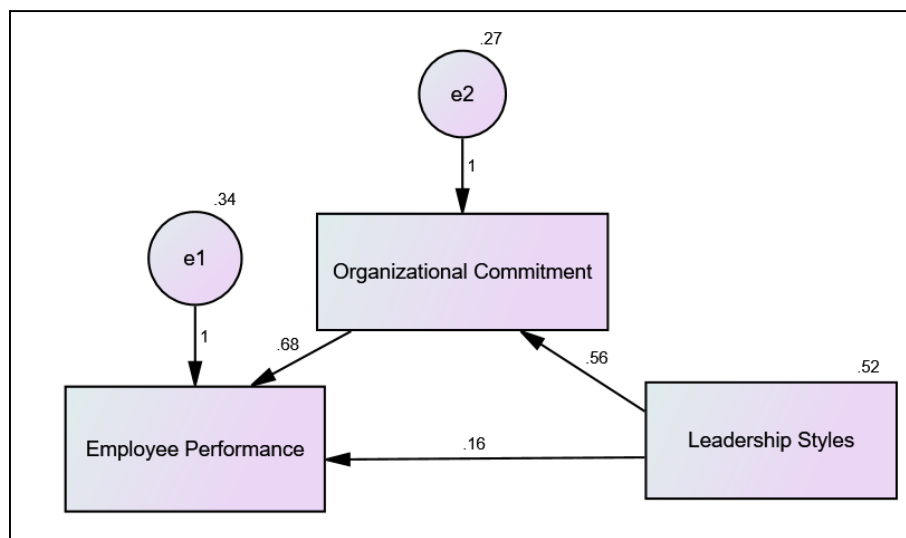 .27
e2
1
.34
e1
Organizational Commitment
1
.68
.56
.52
Employee Performance
.16
Leadership Styles